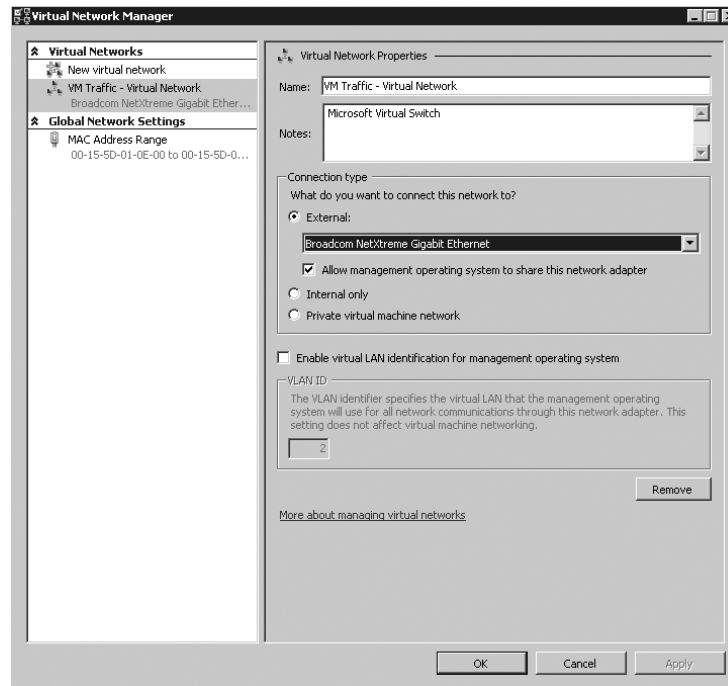 Virtual Network Manager
Virtual Networks
New virtual network
VM Traffic - Virtual Network
Broadcom NetXtreme Gigabit Ether...
Global Network Settings
MAC Address Range
00-15-5D-01-0E-00 to 00-15-5D-0...
Virtual Network Properties
Name: VM Traffic - Virtual Network
Notes: Microsoft Virtual Switch
Connection type
What do you want to connect this network to?
External:
Broadcom NetXtreme Gigabit Ethernet
Allow management operating system to share this network adapter
Internal only
Private virtual machine network
Enable virtual LAN identification for management operating system
VLAN ID
The VLAN identifier specifies the virtual LAN that the management operating
system will use for all network communications through this network adapter. This
setting does not affect virtual machine networking.
2
Remove
More about managing virtual networks
OK Cancel Apply